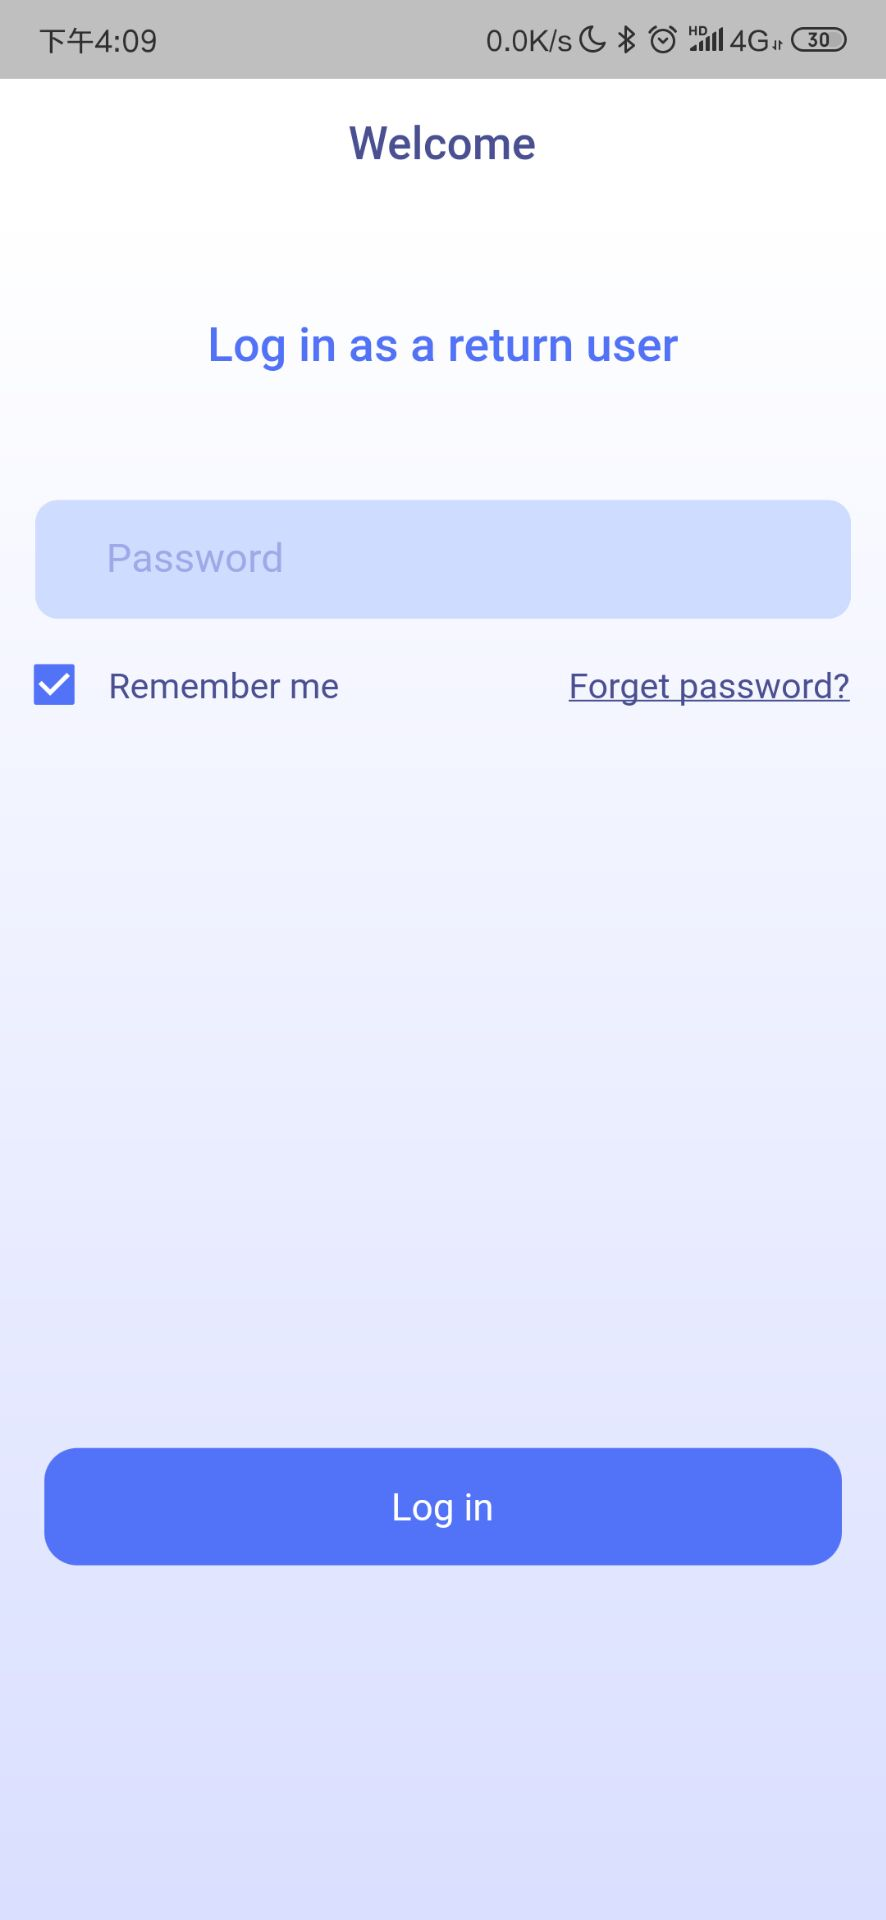 下午4:09 0.0K/s HD 4G 30
Welcome
Log in as a return user
Password
Remember me Forget password?
Log in